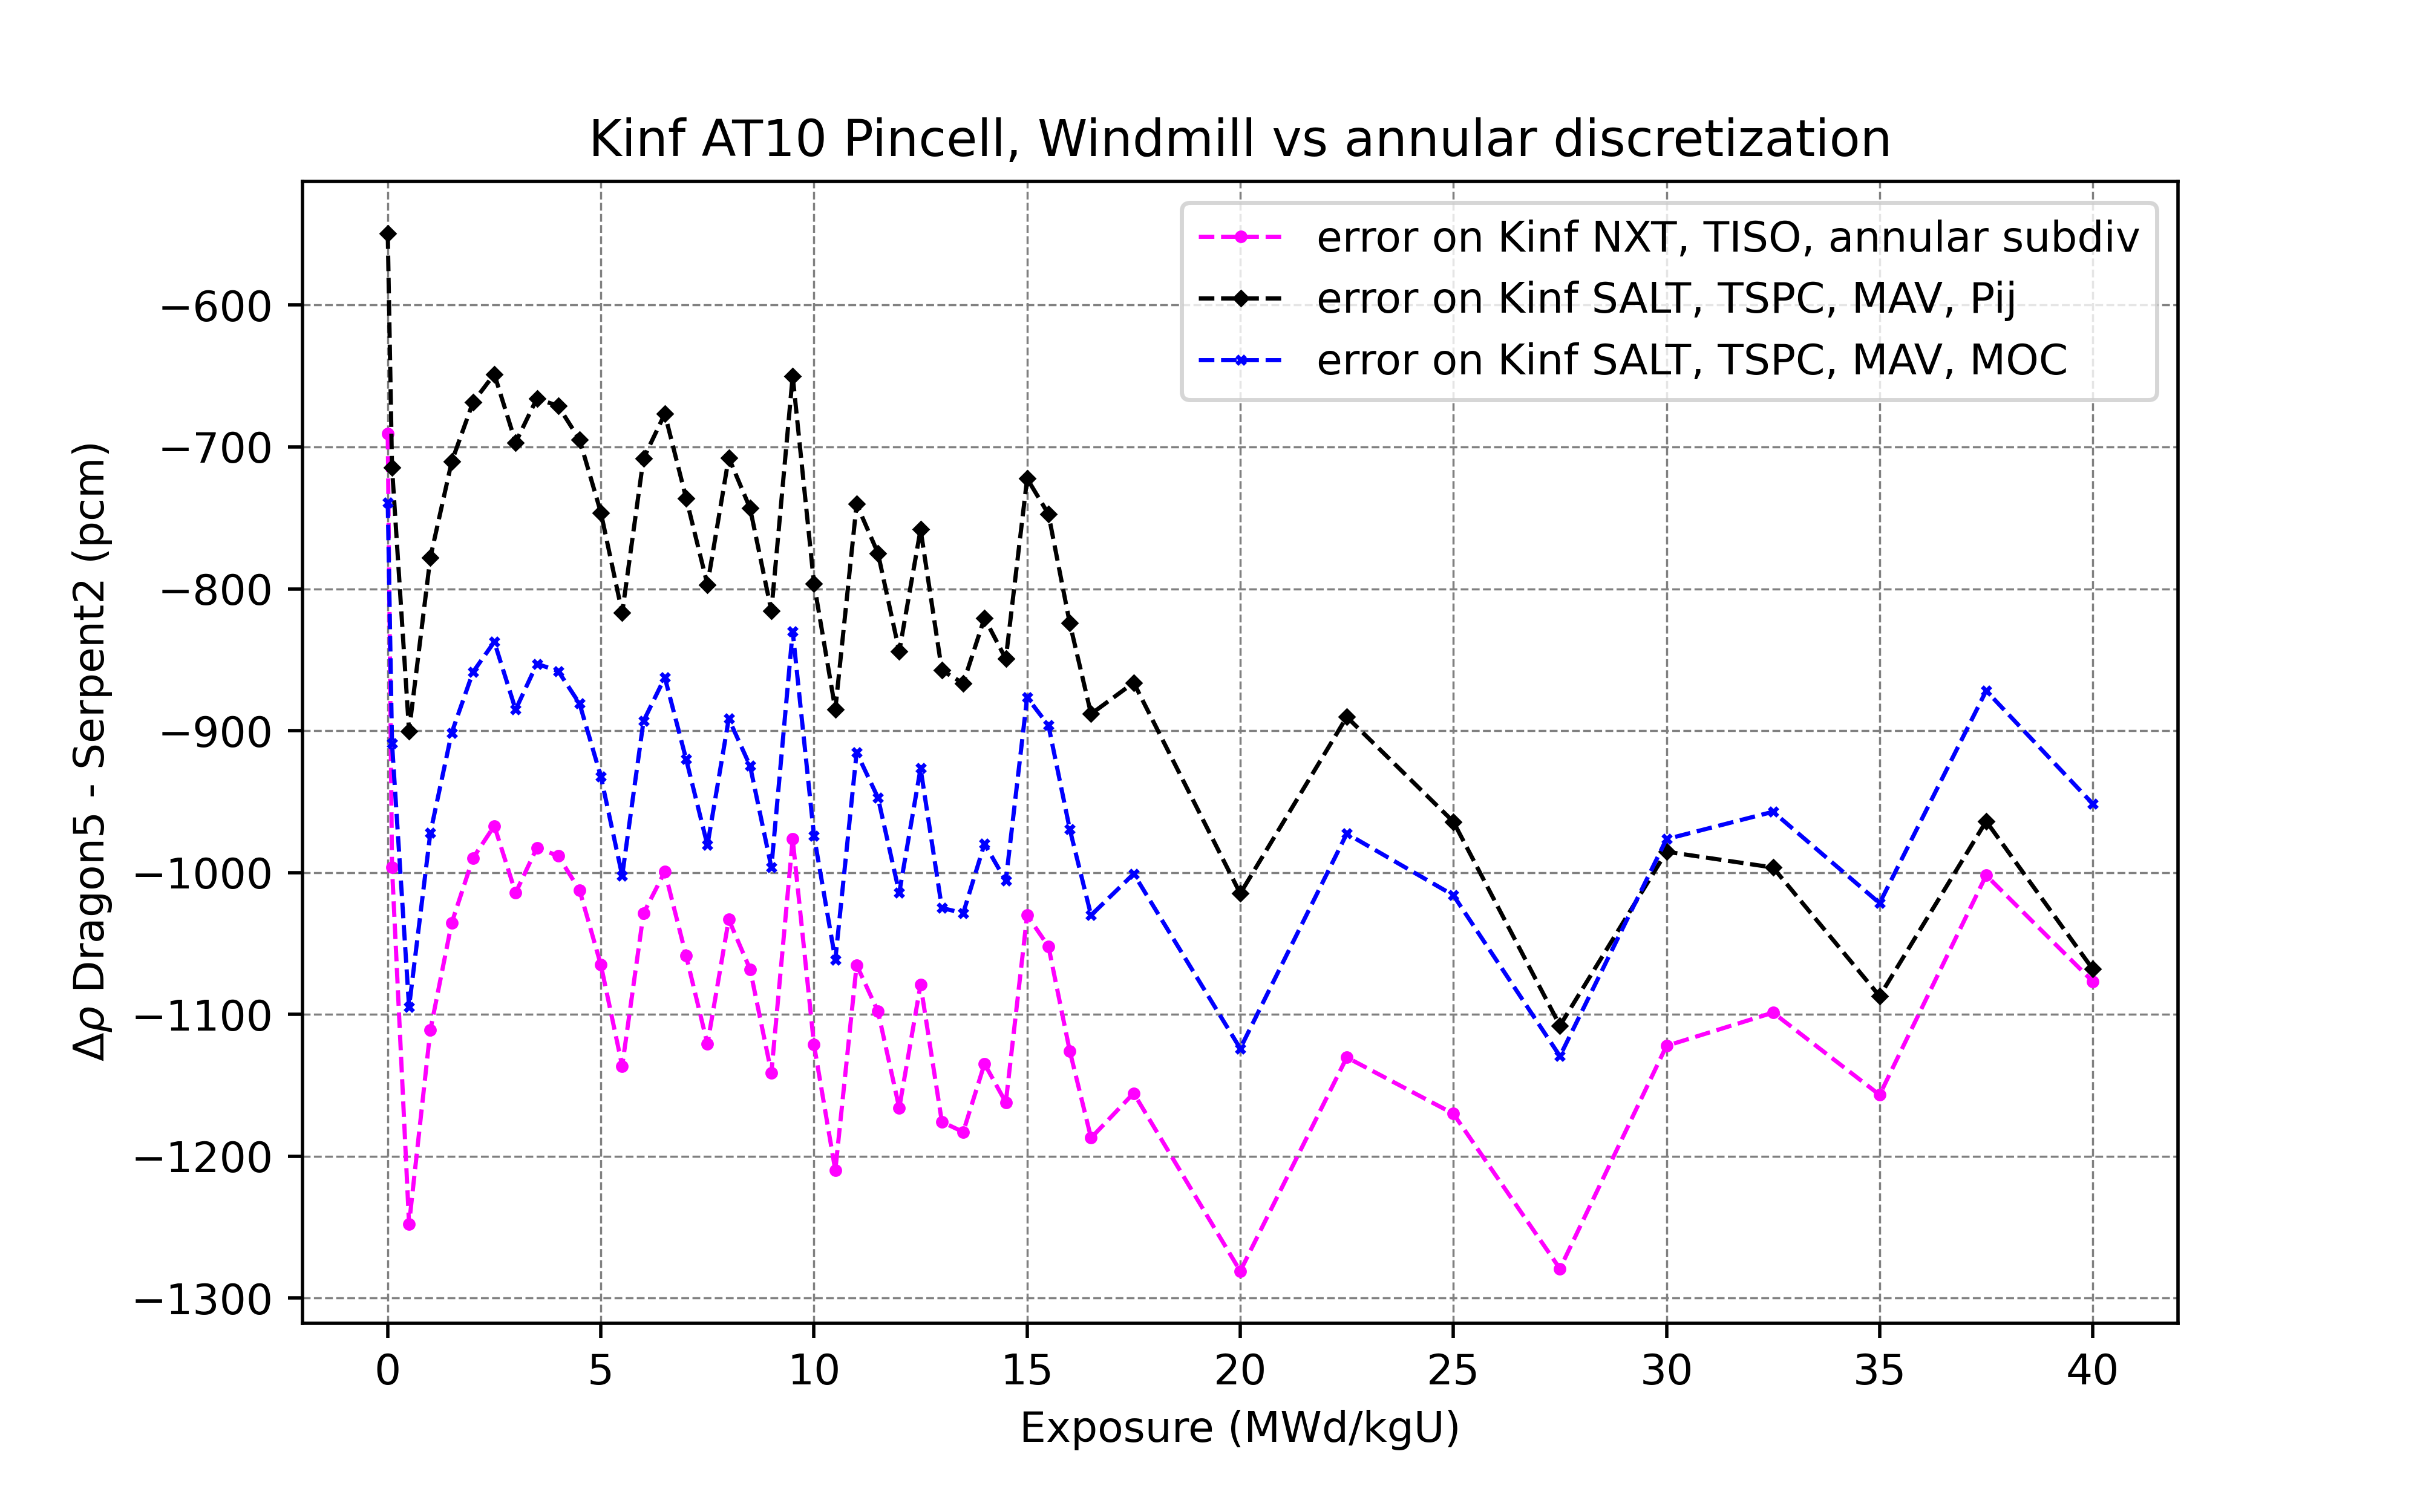 Kinf AT10 Pincell, Windmill vs annular discretization
error on Kinf NXT, TISO, annular subdiv
error on Kinf SALT, TSPC, MAV, Pij
error on Kinf SALT, TSPC, MAV, MOC
Δρ Dragon5 - Serpent2 (pcm)
−600
−700
−800
−900
−1000
−1100
−1200
−1300
0 5 10 15 20 25 30 35 40
Exposure (MWd/kgU)